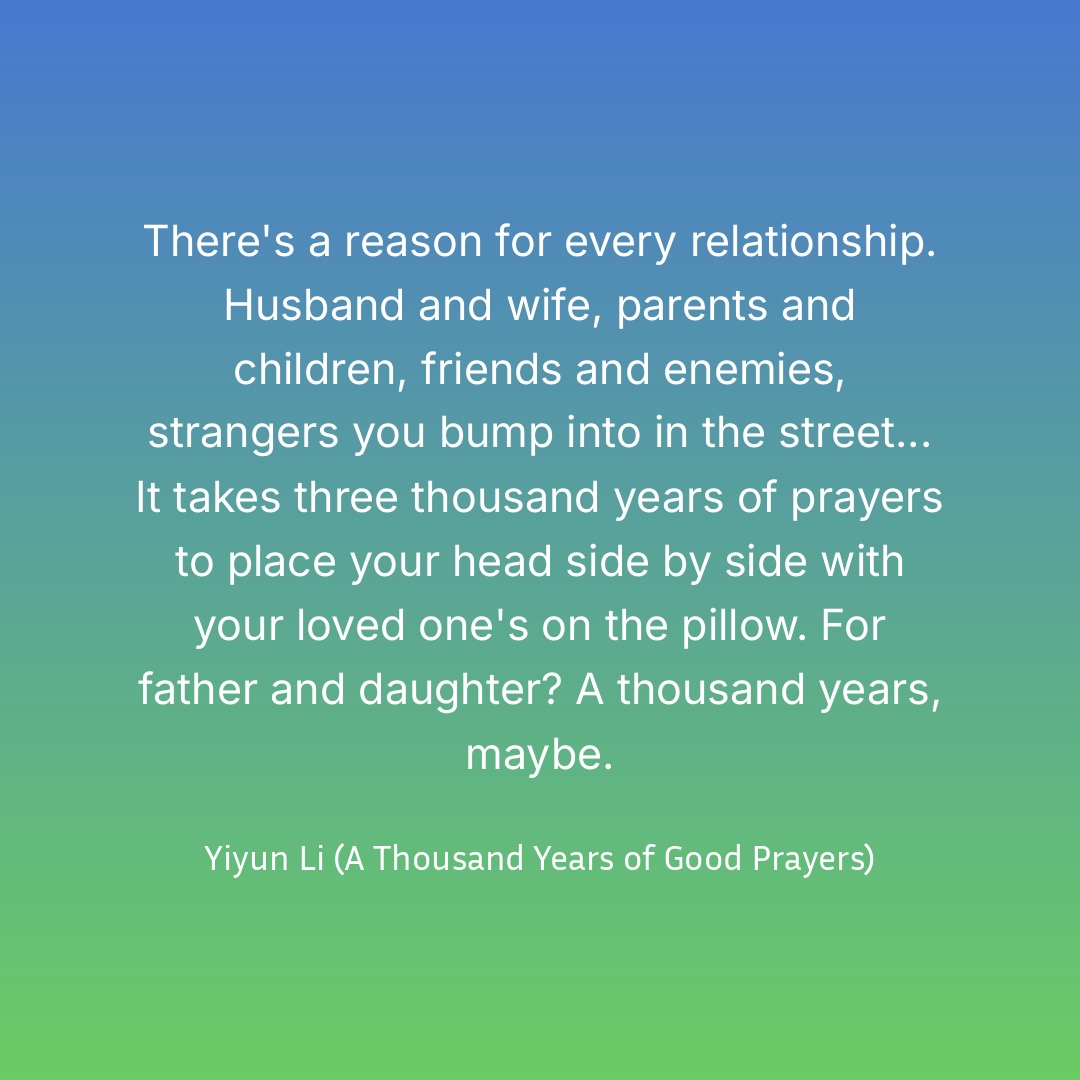 There's a reason for every relationship.
Husband and wife, parents and
children, friends and enemies,
strangers you bump into in the street...
It takes three thousand years of prayers
to place your head side by side with
your loved one's on the pillow. For
father and daughter? A thousand years,
maybe.
Yiyun Li (A Thousand Years of Good Prayers)